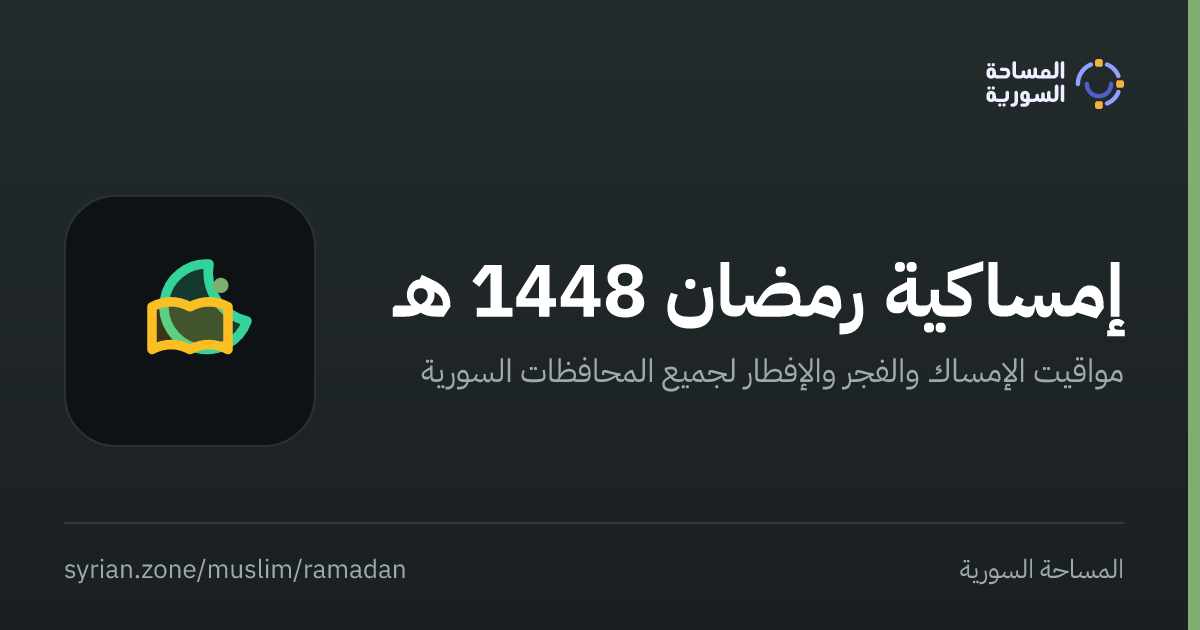 المساحة
السورية
إمساكية رمضان 1448 هـ
مواقيت الإمساك والفجر والإفطار لجميع المحافظات السورية
المساحة السورية
syrian.zone/muslim/ramadan